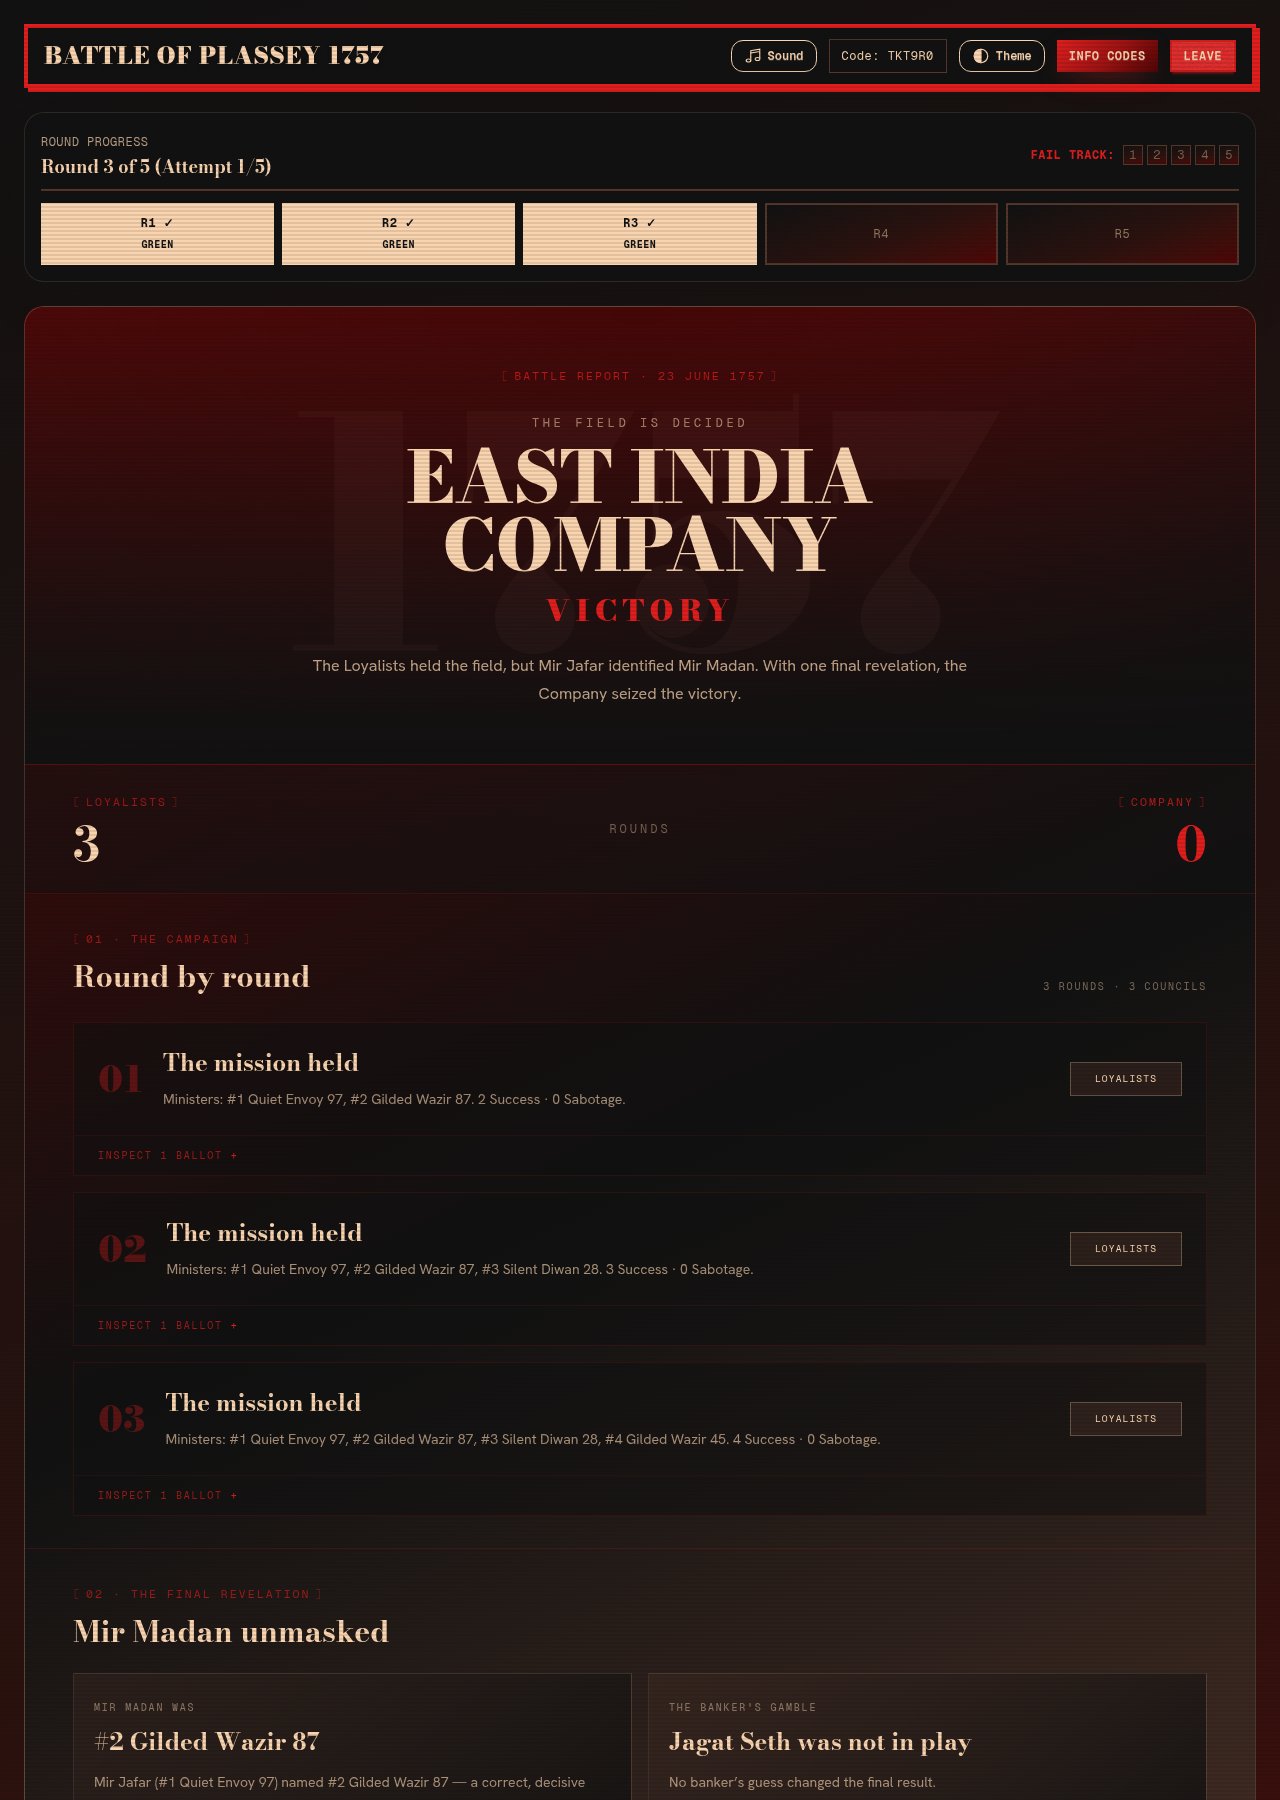 BATTLE OF PLASSEY 1757
Sound
Code: TKT9R0
Theme
INFO CODES
LEAVE
ROUND PROGRESS
Round 3 of 5 (Attempt 1/5)
FAIL TRACK: 1 2 3 4 5
R1 ✓
GREEN
R2 ✓
GREEN
R3 ✓
GREEN
R4
R5
1757
[ BATTLE REPORT · 23 JUNE 1757 ]
THE FIELD IS DECIDED
EAST INDIA
COMPANY
VICTORY
The Loyalists held the field, but Mir Jafar identified Mir Madan. With one final revelation, the
Company seized the victory.
[ LOYALISTS ]
3
ROUNDS
[ COMPANY ]
0
[ 01 · THE CAMPAIGN ]
Round by round
3 ROUNDS · 3 COUNCILS
01
The mission held
Ministers: #1 Quiet Envoy 97, #2 Gilded Wazir 87. 2 Success · 0 Sabotage.
LOYALISTS
INSPECT 1 BALLOT +
02
The mission held
Ministers: #1 Quiet Envoy 97, #2 Gilded Wazir 87, #3 Silent Diwan 28. 3 Success · 0 Sabotage.
LOYALISTS
INSPECT 1 BALLOT +
03
The mission held
Ministers: #1 Quiet Envoy 97, #2 Gilded Wazir 87, #3 Silent Diwan 28, #4 Gilded Wazir 45. 4 Success · 0 Sabotage.
LOYALISTS
INSPECT 1 BALLOT +
[ 02 · THE FINAL REVELATION ]
Mir Madan unmasked
MIR MADAN WAS
#2 Gilded Wazir 87
Mir Jafar (#1 Quiet Envoy 97) named #2 Gilded Wazir 87 — a correct, decisive
THE BANKER'S GAMBLE
Jagat Seth was not in play
No banker’s guess changed the final result.